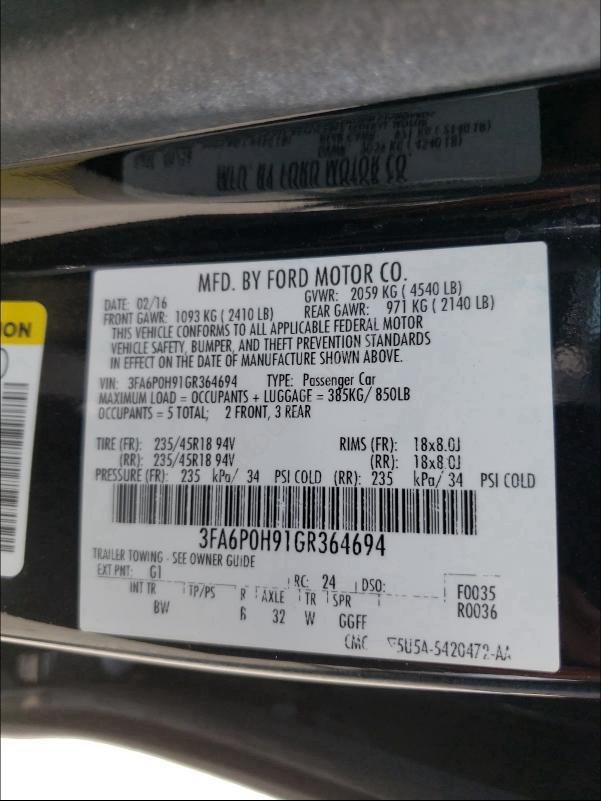 MFD. BY FORD MOTOR CO.
DATE: 02/16 GVWR: 2059 KG ( 4540 LB)
FRONT GAWR: 1093 KG ( 2410 LB) REAR GAWR: 971 KG ( 2140 LB)
THIS VEHICLE CONFORMS TO ALL APPLICABLE FEDERAL MOTOR
VEHICLE SAFETY, BUMPER, AND THEFT PREVENTION STANDARDS
IN EFFECT ON THE DATE OF MANUFACTURE SHOWN ABOVE.
VIN: 3FA6P0H91GR364694 TYPE: Passenger Car
MAXIMUM LOAD = OCCUPANTS + LUGGAGE = 385KG/ 850LB
OCCUPANTS = 5 TOTAL; 2 FRONT, 3 REAR
TIRE (FR): 235/45R18 94V RIMS (FR): 18x8.0J
(RR): 235/45R18 94V (RR): 18x8.0J
PRESSURE (FR): 235 kPa/ 34 PSI COLD (RR): 235 kPa/ 34 PSI COLD
3FA6P0H91GR364694
TRAILER TOWING - SEE OWNER GUIDE
EXT PNT: G1 RC: 24 DSO: F0035
INT TR TP/PS R AXLE TR SPR R0036
BW 6 32 W GGFF
CMC 5U5A-5420472-AA